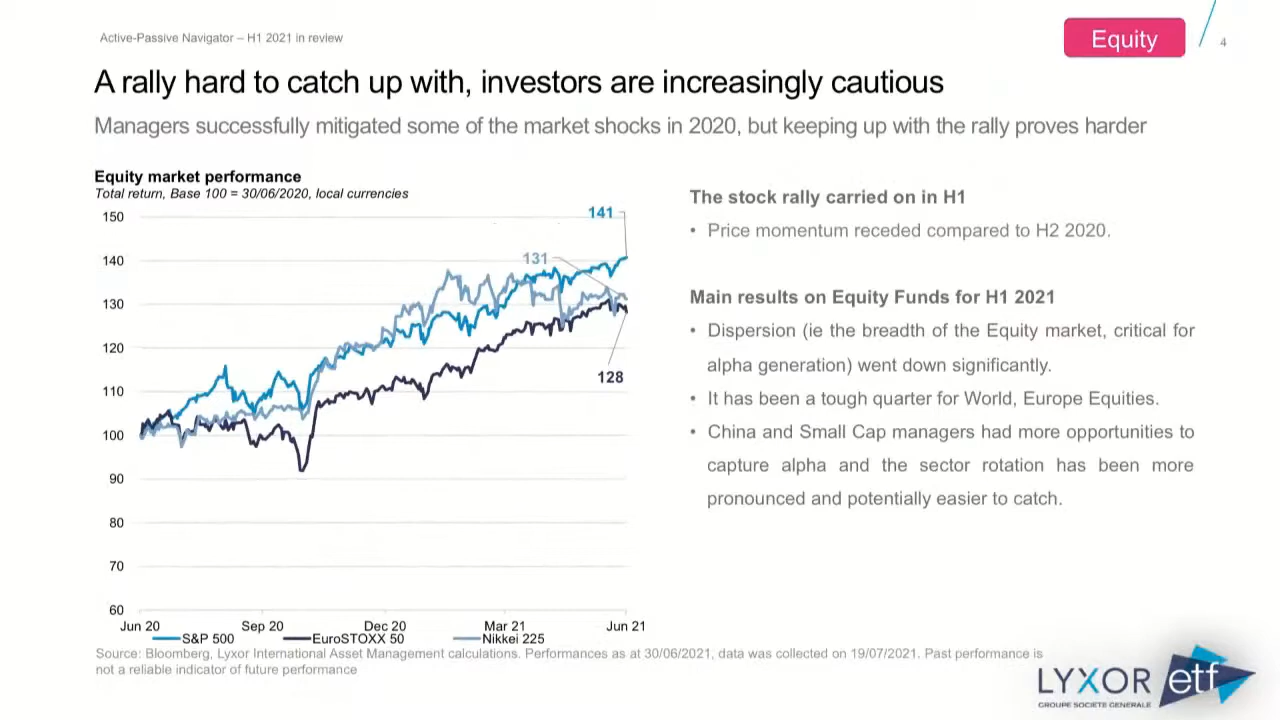 Active-Passive Navigator – H1 2021 in review
Equity
4
A rally hard to catch up with, investors are increasingly cautious
Managers successfully mitigated some of the market shocks in 2020, but keeping up with the rally proves harder
Equity market performance
Total return, Base 100 = 30/06/2020, local currencies
150
140
130
120
110
100
90
80
70
60
141
131
128
Jun 20 Sep 20 Dec 20 Mar 21 Jun 21
S&P 500 EuroSTOXX 50 Nikkei 225
The stock rally carried on in H1
• Price momentum receded compared to H2 2020.
Main results on Equity Funds for H1 2021
• Dispersion (ie the breadth of the Equity market, critical for
alpha generation) went down significantly.
• It has been a tough quarter for World, Europe Equities.
• China and Small Cap managers had more opportunities to
capture alpha and the sector rotation has been more
pronounced and potentially easier to catch.
Source: Bloomberg, Lyxor International Asset Management calculations. Performances as at 30/06/2021, data was collected on 19/07/2021. Past performance is
not a reliable indicator of future performance
LYXOR etf
GROUPE SOCIETE GENERALE